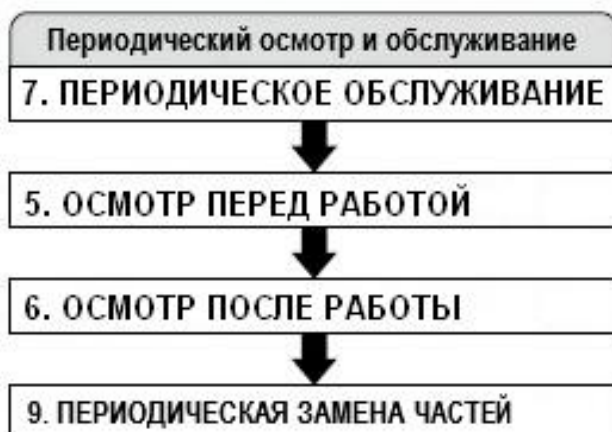 Периодический осмотр и обслуживание
7. ПЕРИОДИЧЕСКОЕ ОБСЛУЖИВАНИЕ
5. ОСМОТР ПЕРЕД РАБОТОЙ
6. ОСМОТР ПОСЛЕ РАБОТЫ
9. ПЕРИОДИЧЕСКАЯ ЗАМЕНА ЧАСТЕЙ